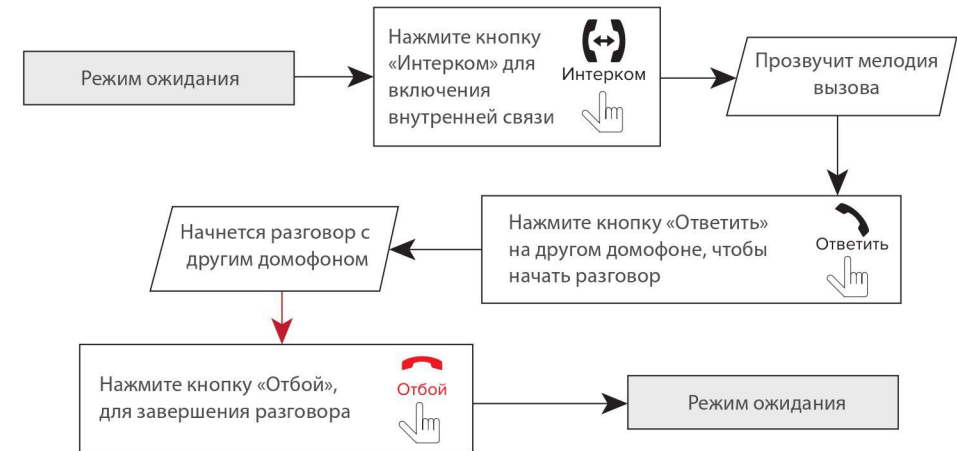 Режим ожидания
Нажмите кнопку
«Интерком» для
включения
внутренней связи
Интерком
Прозвучит мелодия
вызова
Нажмите кнопку «Ответить»
на другом домофоне, чтобы
начать разговор
Ответить
Начнется разговор с
другим домофоном
Нажмите кнопку «Отбой»,
для завершения разговора
Отбой
Режим ожидания